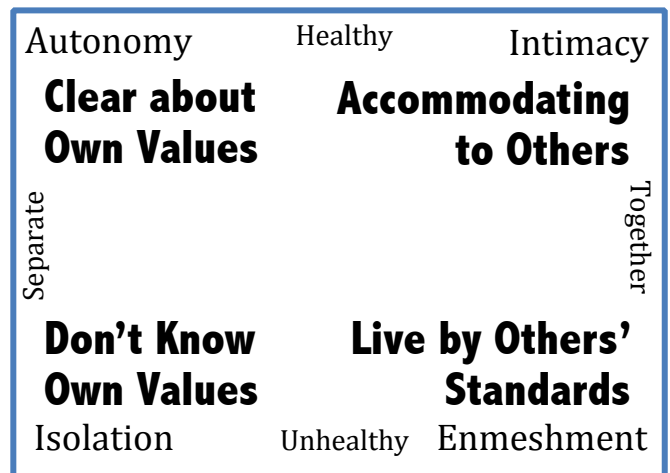 Autonomy Healthy Intimacy
Clear about Accommodating
Own Values to Others
Separate Together
Don’t Know Live by Others’
Own Values Standards
Isolation Unhealthy Enmeshment